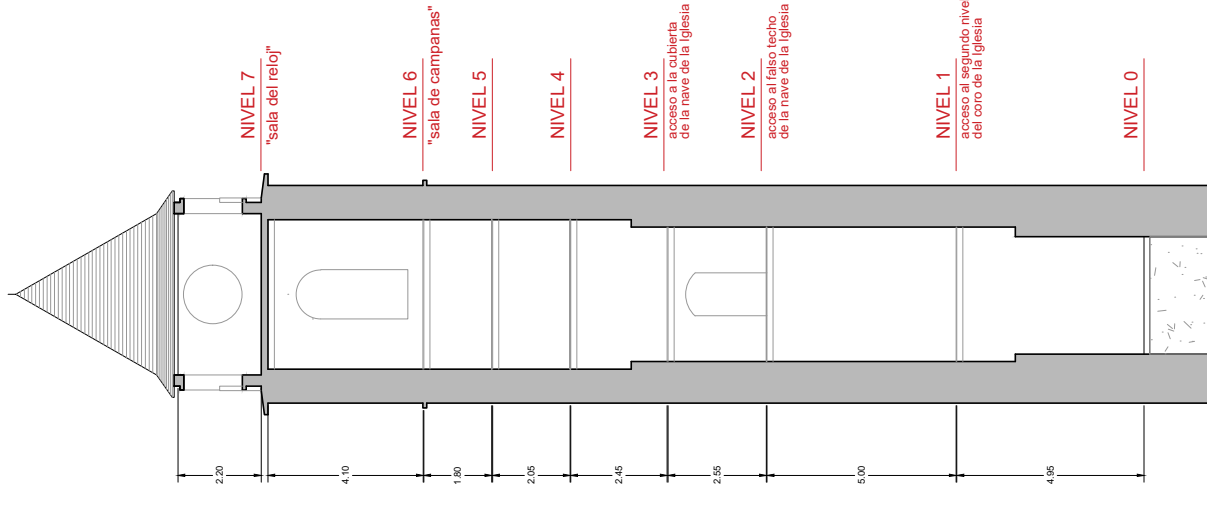 NIVEL 7
"sala del reloj"
NIVEL 6
"sala de campanas"
NIVEL 5
NIVEL 4
NIVEL 3
acceso a la cubierta
de la nave de la Iglesia
NIVEL 2
acceso al falso techo
de la nave de la Iglesia
NIVEL 1
acceso al segundo nive
del coro de la Iglesia
NIVEL 0
2.20
4.10
1.80
2.05
2.45
2.55
5.00
4.95